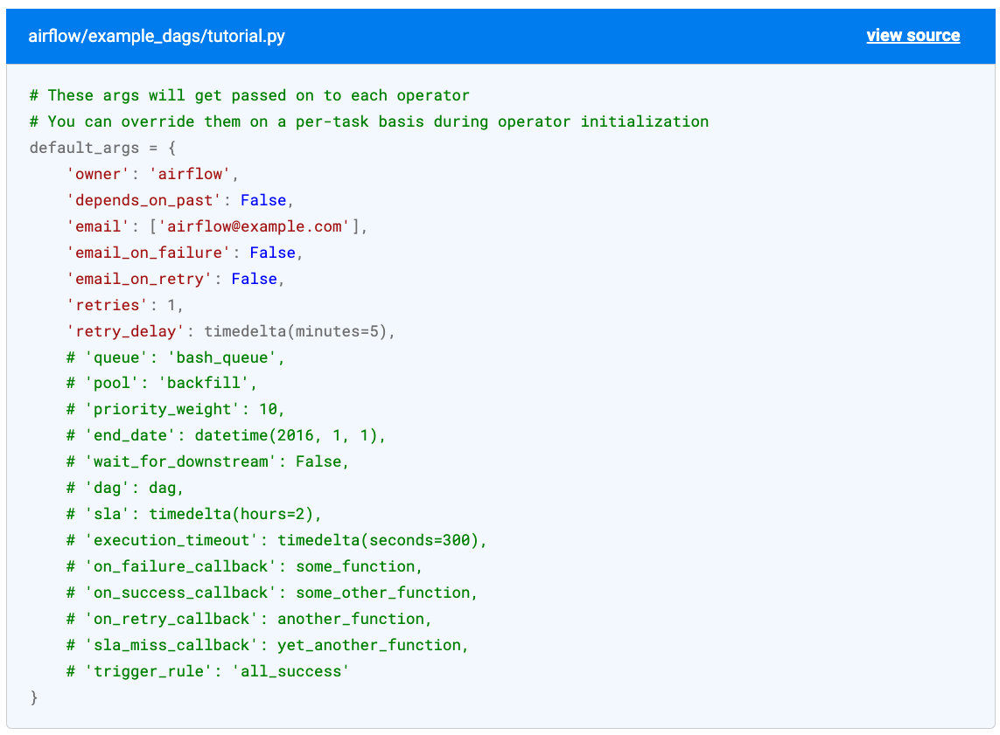 airflow/example_dags/tutorial.py view source
# These args will get passed on to each operator
# You can override them on a per-task basis during operator initialization
default_args = {
    'owner': 'airflow',
    'depends_on_past': False,
    'email': ['airflow@example.com'],
    'email_on_failure': False,
    'email_on_retry': False,
    'retries': 1,
    'retry_delay': timedelta(minutes=5),
    # 'queue': 'bash_queue',
    # 'pool': 'backfill',
    # 'priority_weight': 10,
    # 'end_date': datetime(2016, 1, 1),
    # 'wait_for_downstream': False,
    # 'dag': dag,
    # 'sla': timedelta(hours=2),
    # 'execution_timeout': timedelta(seconds=300),
    # 'on_failure_callback': some_function,
    # 'on_success_callback': some_other_function,
    # 'on_retry_callback': another_function,
    # 'sla_miss_callback': yet_another_function,
    # 'trigger_rule': 'all_success'
}